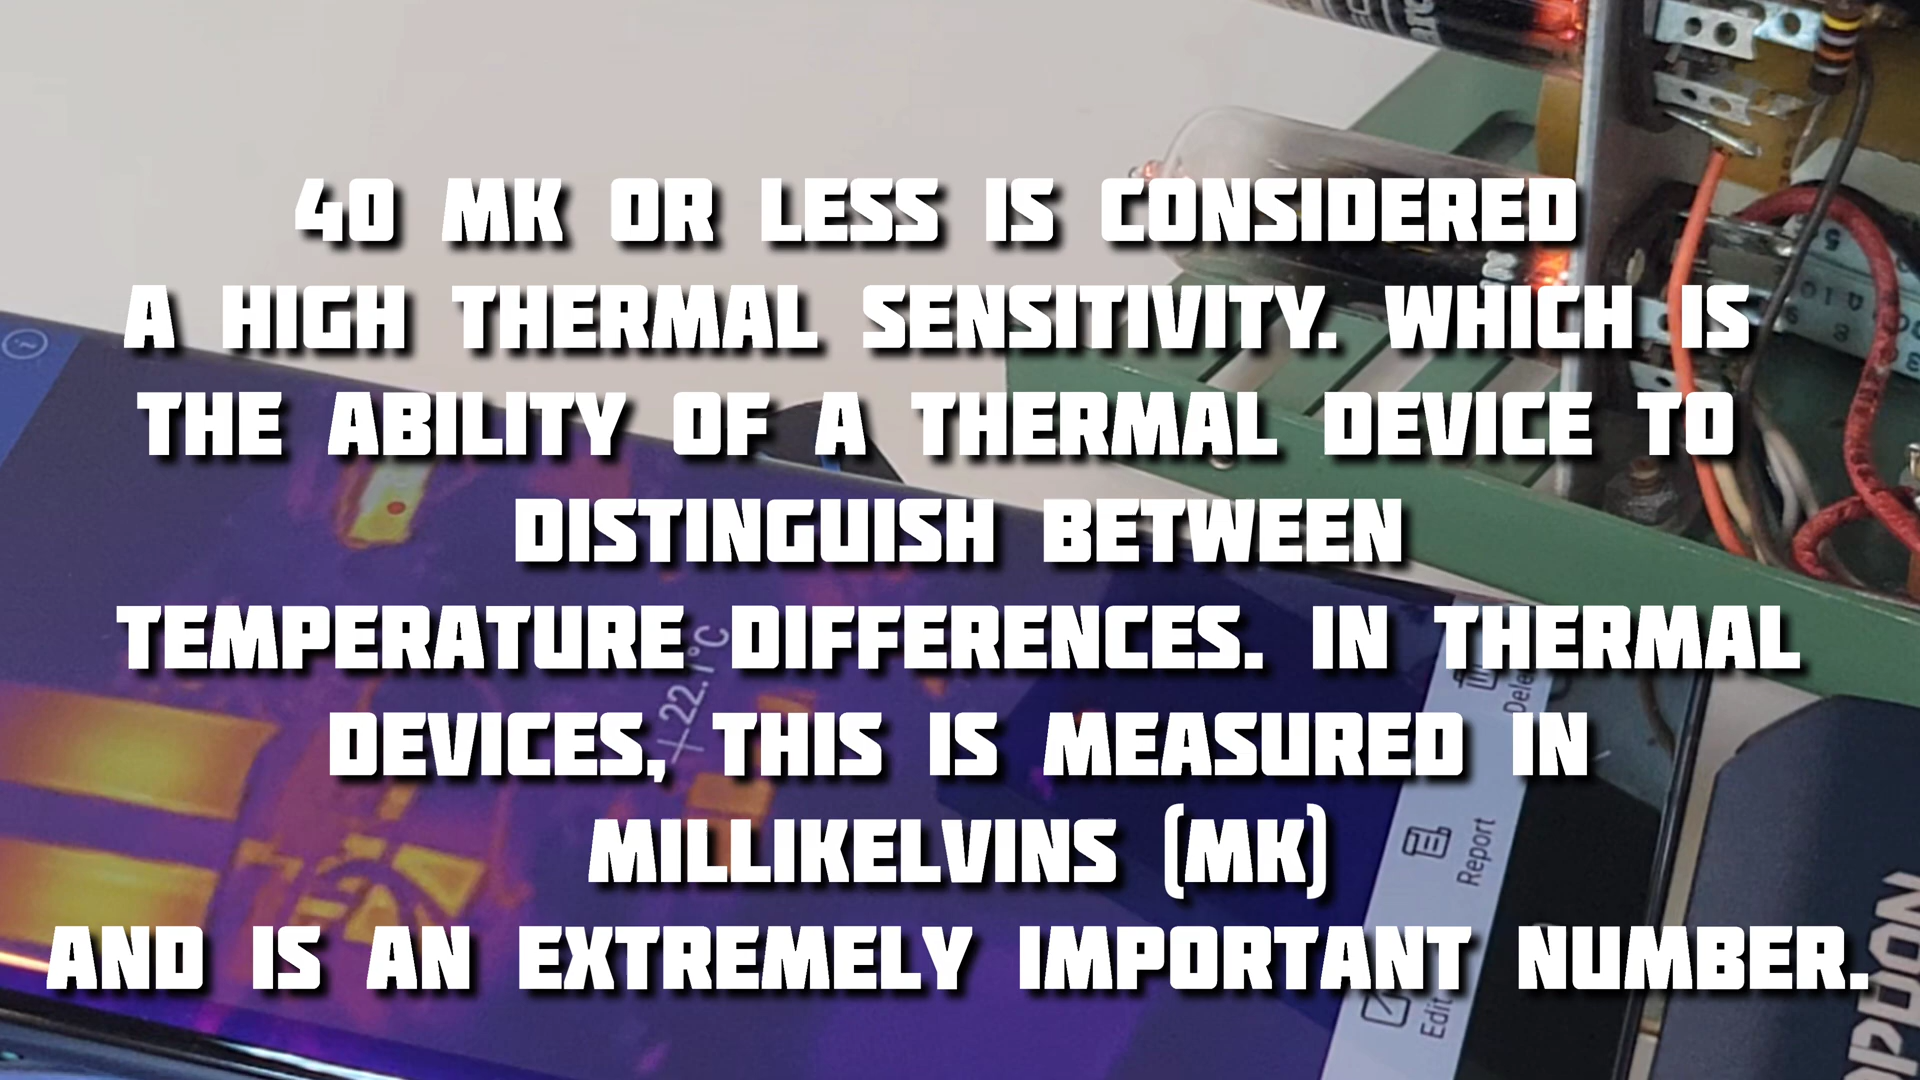 40 MK OR LESS IS CONSIDERED
A HIGH THERMAL SENSITIVITY. WHICH IS
THE ABILITY OF A THERMAL DEVICE TO
DISTINGUISH BETWEEN
TEMPERATURE DIFFERENCES. IN THERMAL
DEVICES, THIS IS MEASURED IN
MILLIKELVINS (MK)
AND IS AN EXTREMELY IMPORTANT NUMBER.
+22.1°C
Report
Edit